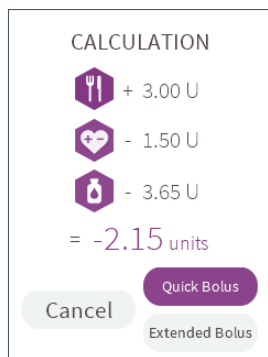 CALCULATION
+ 3.00 U
- 1.50 U
- 3.65 U
= -2.15 units
Quick Bolus
Cancel
Extended Bolus